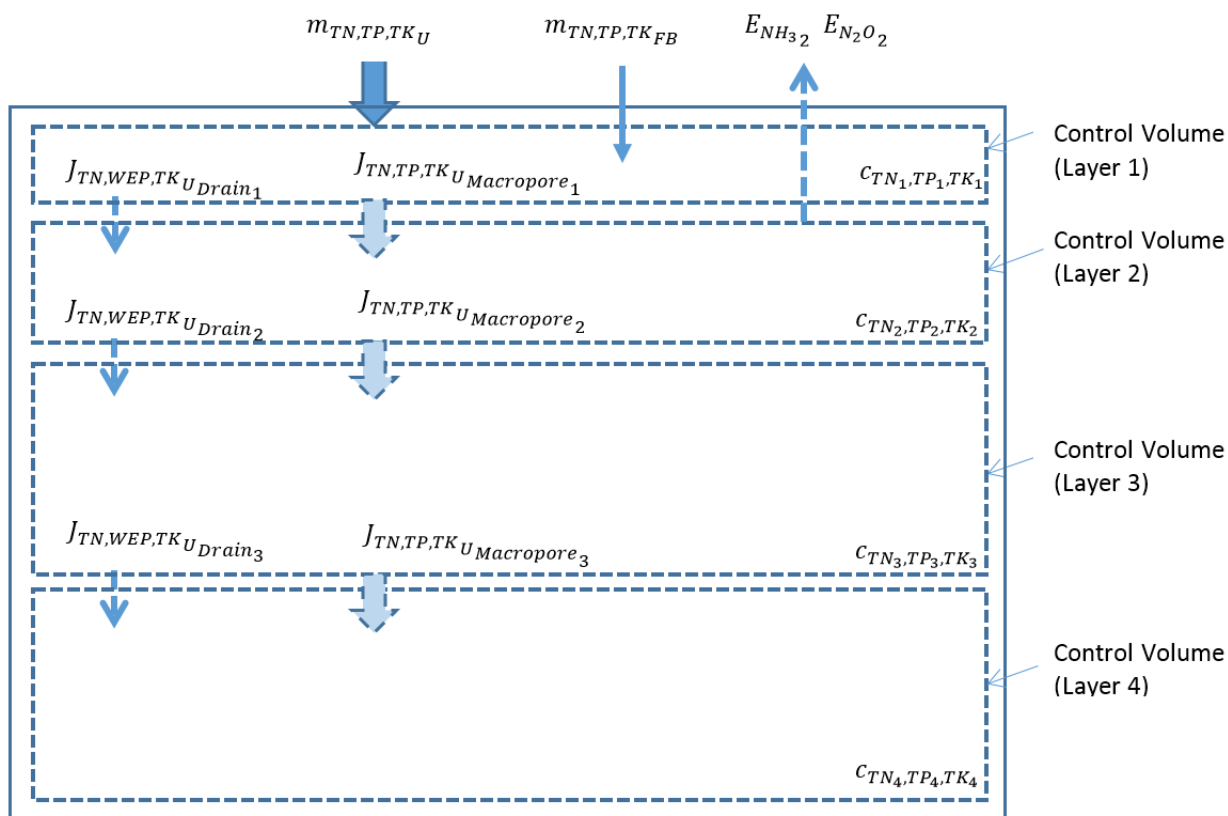 m_{TN,TP,TK_U} m_{TN,TP,TK_{FB}} E_{NH_{3_2}} E_{N_2O_2}
Control Volume
(Layer 1)
J_{TN,WEP,TK_{U_{Drain_1}}} J_{TN,TP,TK_{U_{Macropore_1}}} c_{TN_1,TP_1,TK_1}
Control Volume
(Layer 2)
J_{TN,WEP,TK_{U_{Drain_2}}} J_{TN,TP,TK_{U_{Macropore_2}}} c_{TN_2,TP_2,TK_2}
Control Volume
(Layer 3)
J_{TN,WEP,TK_{U_{Drain_3}}} J_{TN,TP,TK_{U_{Macropore_3}}} c_{TN_3,TP_3,TK_3}
Control Volume
(Layer 4)
c_{TN_4,TP_4,TK_4}